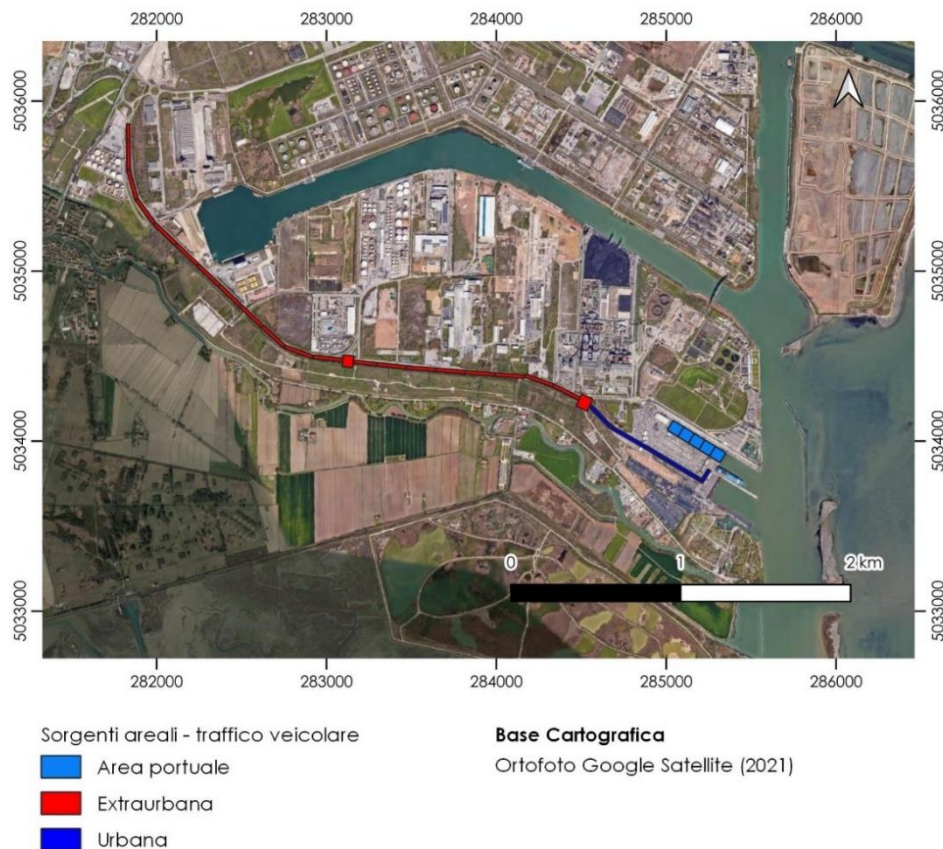 282000 283000 284000 285000 286000
5036000 5036000
5035000 5035000
5034000 5034000
0 1 2 km
5033000 5033000
282000 283000 284000 285000 286000
Sorgenti areali - traffico veicolare
Area portuale
Extraurbana
Urbana
Base Cartografica
Ortofoto Google Satellite (2021)